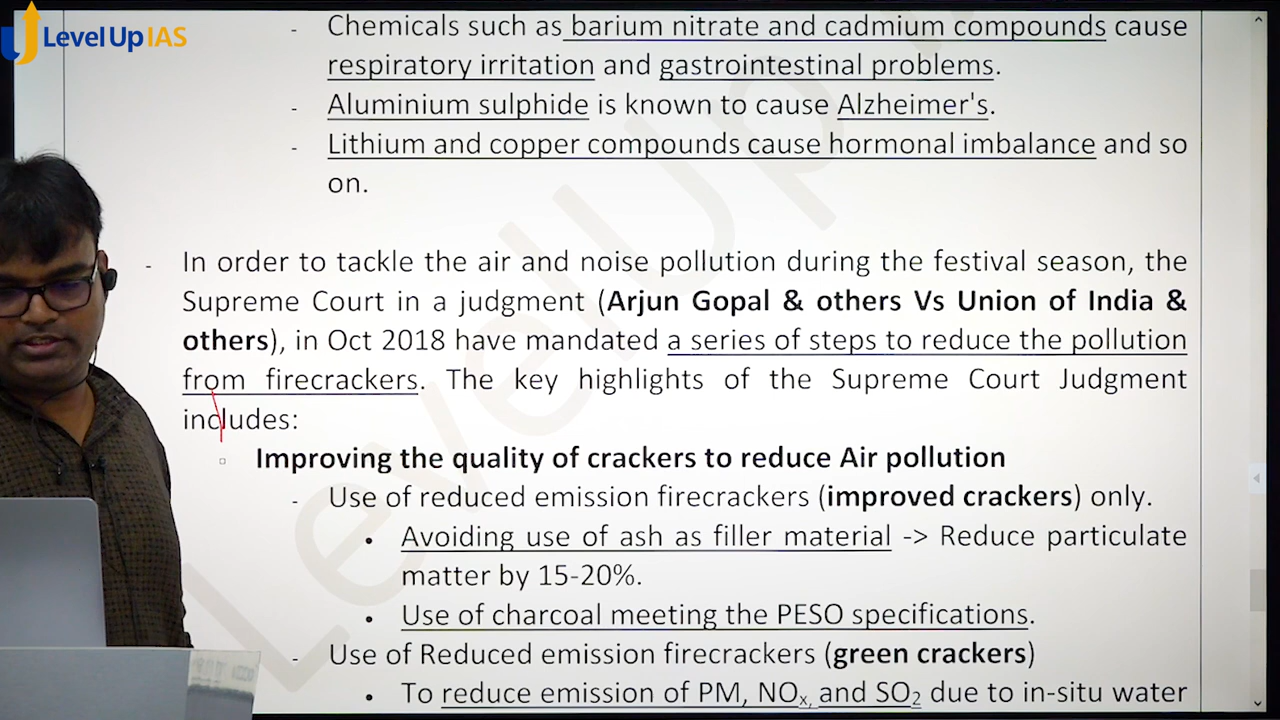 LevelUp IAS
- Chemicals such as barium nitrate and cadmium compounds cause
respiratory irritation and gastrointestinal problems.
- Aluminium sulphide is known to cause Alzheimer's.
- Lithium and copper compounds cause hormonal imbalance and so
on.
- In order to tackle the air and noise pollution during the festival season, the
Supreme Court in a judgment (Arjun Gopal & others Vs Union of India &
others), in Oct 2018 have mandated a series of steps to reduce the pollution
from firecrackers. The key highlights of the Supreme Court Judgment
includes:
▫ Improving the quality of crackers to reduce Air pollution
- Use of reduced emission firecrackers (improved crackers) only.
• Avoiding use of ash as filler material -> Reduce particulate
matter by 15-20%.
• Use of charcoal meeting the PESO specifications.
- Use of Reduced emission firecrackers (green crackers)
• To reduce emission of PM, NOx, and SO2 due to in-situ water
LevelUp